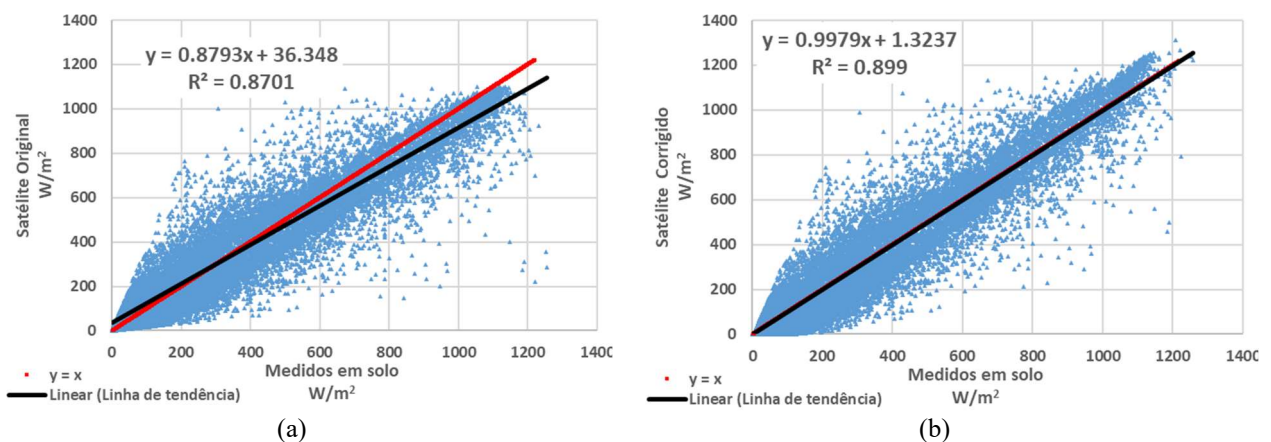 1400
1200
1000
800
600
400
200
0
Satélite Original
W/m²
y = 0.8793x + 36.348
R² = 0.8701
0 200 400 600 800 1000 1200 1400
Medidos em solo
W/m²
y = x
Linear (Linha de tendência)
(a)
1400
1200
1000
800
600
400
200
0
Satélite Corrigido
W/m²
y = 0.9979x + 1.3237
R² = 0.899
0 200 400 600 800 1000 1200 1400
Medidos em solo
W/m²
y = x
Linear (Linha de tendência)
(b)